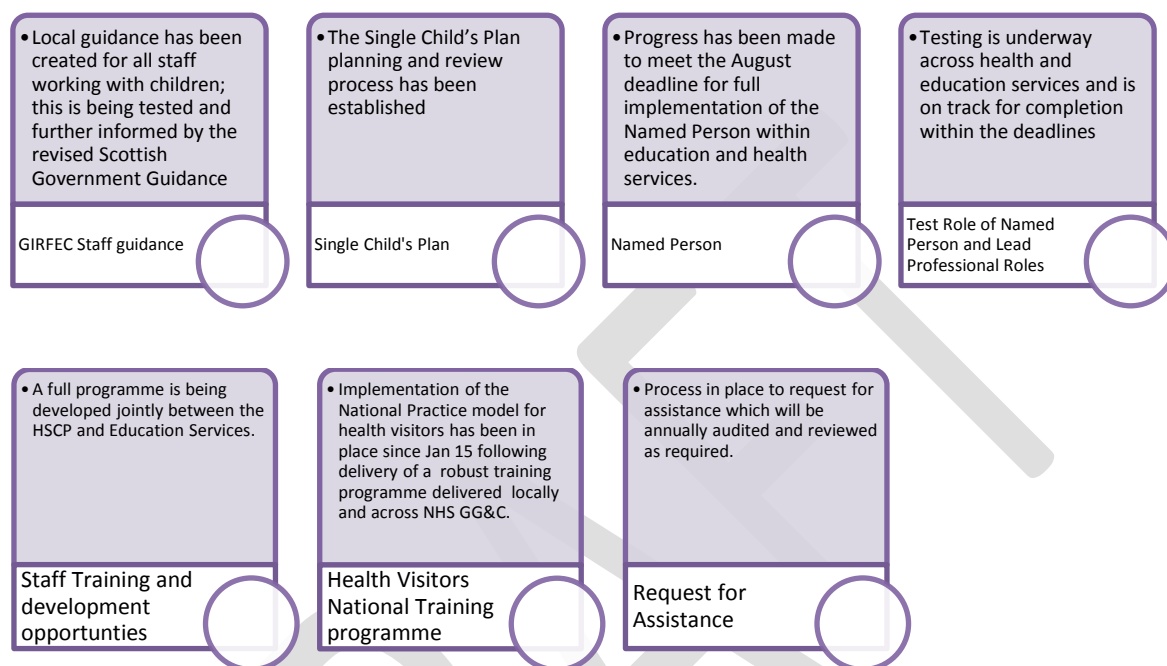 • Local guidance has been
created for all staff
working with children;
this is being tested and
further informed by the
revised Scottish
Government Guidance
GIRFEC Staff guidance
• The Single Child's Plan
planning and review
process has been
established
Single Child's Plan
• Progress has been made
to meet the August
deadline for full
implementation of the
Named Person within
education and health
services.
Named Person
• Testing is underway
across health and
education services and is
on track for completion
within the deadlines
Test Role of Named
Person and Lead
Professional Roles
• A full programme is being
developed jointly between the
HSCP and Education Services.
Staff Training and
development
opportunties
• Implementation of the
National Practice model for
health visitors has been in
place since Jan 15 following
delivery of a robust training
programme delivered locally
and across NHS GG&C.
Health Visitors
National Training
programme
• Process in place to request for
assistance which will be
annually audited and reviewed
as required.
Request for
Assistance